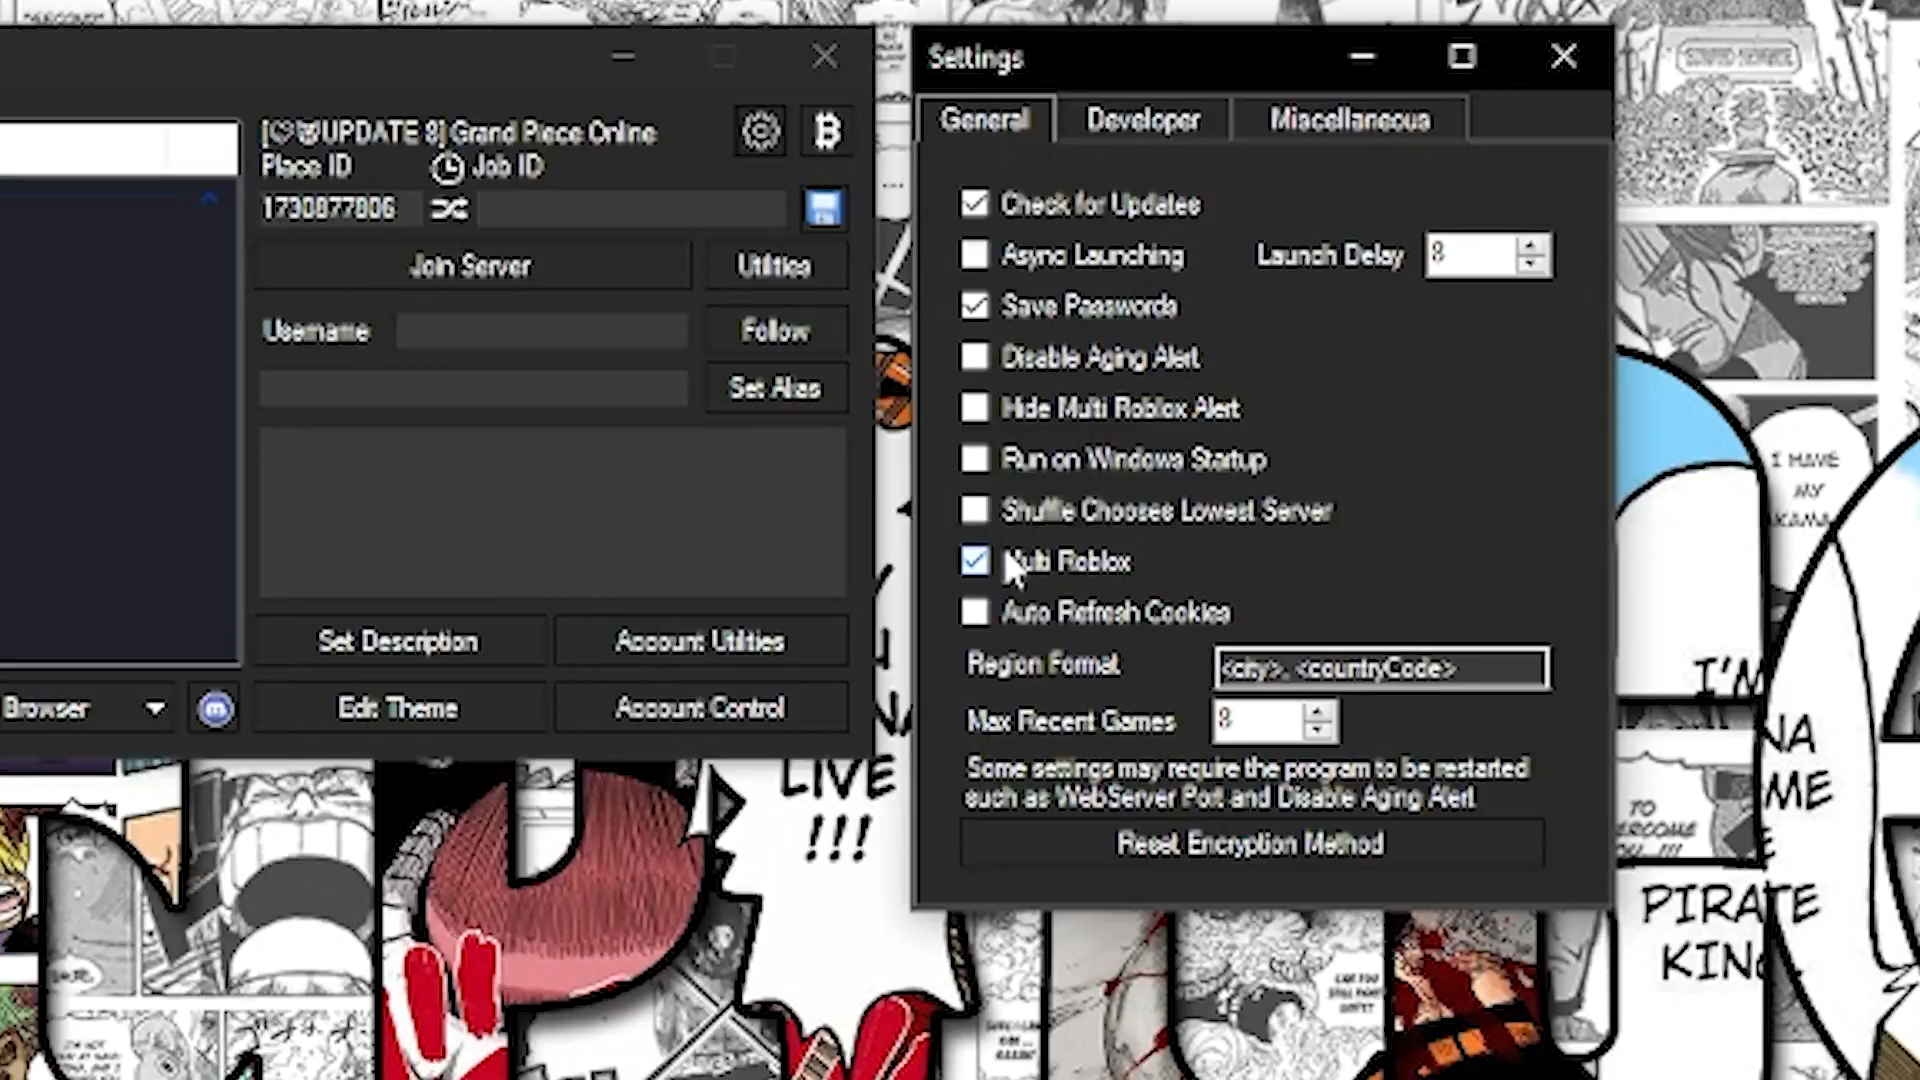 [♡🐯UPDATE 8] Grand Piece Online
Place ID
Job ID
1730877806
Join Server
Utilities
Username
Follow
Set Alias
Set Description
Account Utilities
Browser
Edit Theme
Account Control
Settings
General
Developer
Miscellaneous
Check for Updates
Async Launching
Launch Delay
8
Save Passwords
Disable Aging Alert
Hide Multi Roblox Alert
Run on Windows Startup
Shuffle Chooses Lowest Server
Multi Roblox
Auto Refresh Cookies
Region Format
<city>, <countryCode>
Max Recent Games
8
Some settings may require the program to be restarted
such as WebServer Port and Disable Aging Alert
Reset Encryption Method
LIVE
!!!
I HAVE
MY
I'M
TO
PIRATE